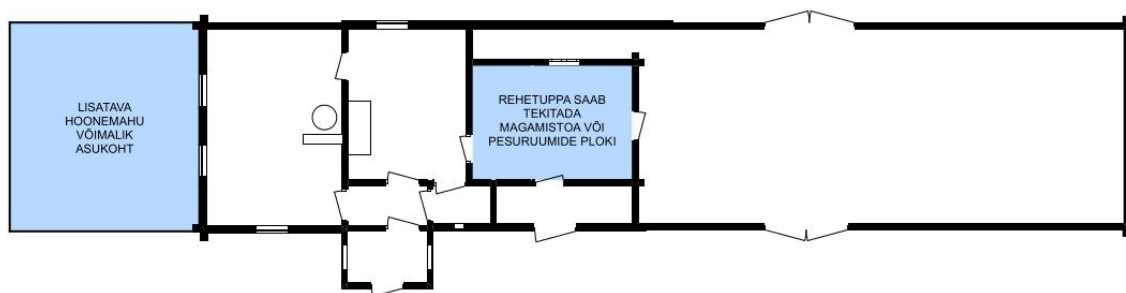 LISATAVA
HOONEMAHU
VÕIMALIK
ASUKOHT
REHETUPPA SAAB
TEKITADA
MAGAMISTOA VÕI
PESURUUMIDE PLOKI